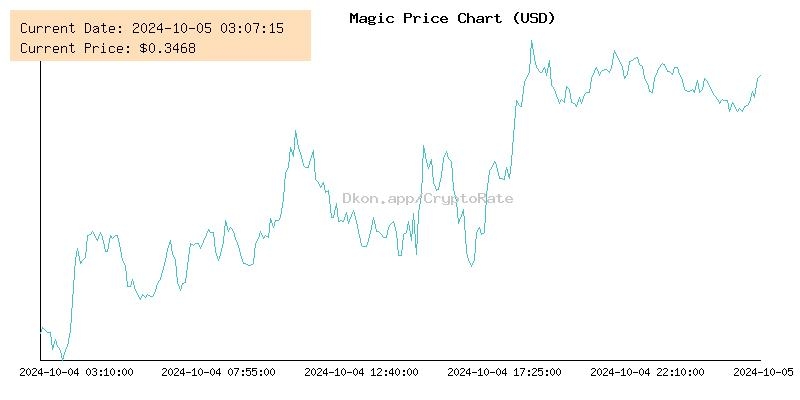 Magic Price Chart (USD)
Current Date: 2024-10-05 03:07:15
Current Price: $0.3468
Dkon.app/CryptoRate
2024-10-04 03:10:00 2024-10-04 07:55:00 2024-10-04 12:40:00 2024-10-04 17:25:00 2024-10-04 22:10:00 2024-10-05